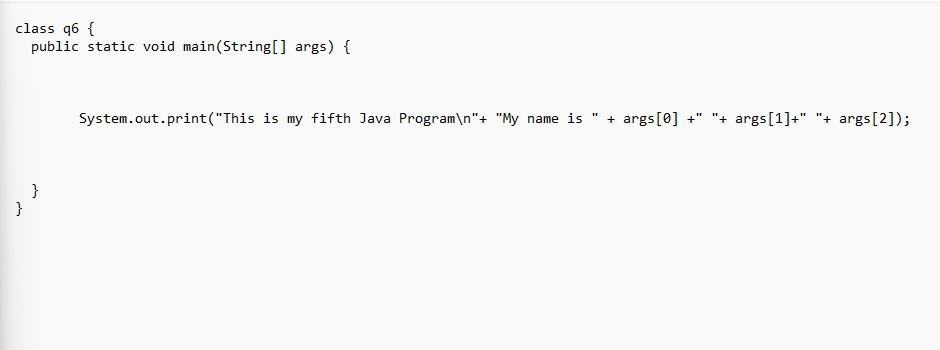 class q6 {
  public static void main(String[] args) {
        System.out.print("This is my fifth Java Program\n"+ "My name is " + args[0] +" "+ args[1]+" "+ args[2]);
  }
}